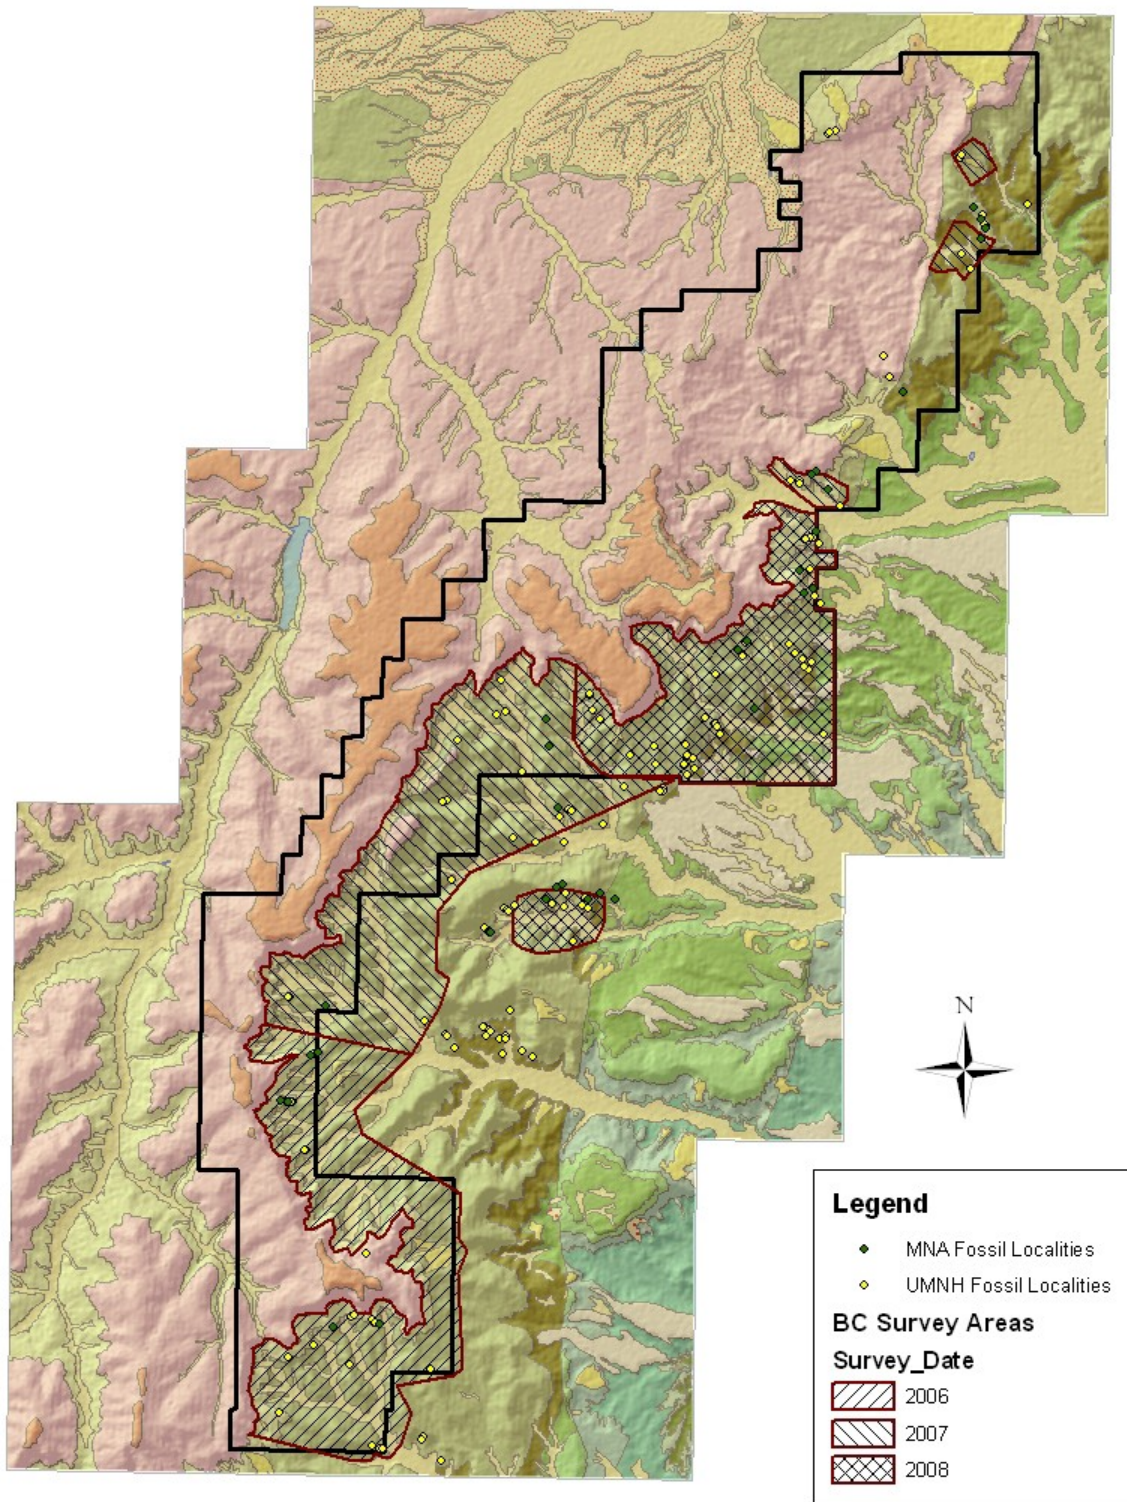 N
Legend
MNA Fossil Localities
UMNH Fossil Localities
BC Survey Areas
Survey_Date
2006
2007
2008